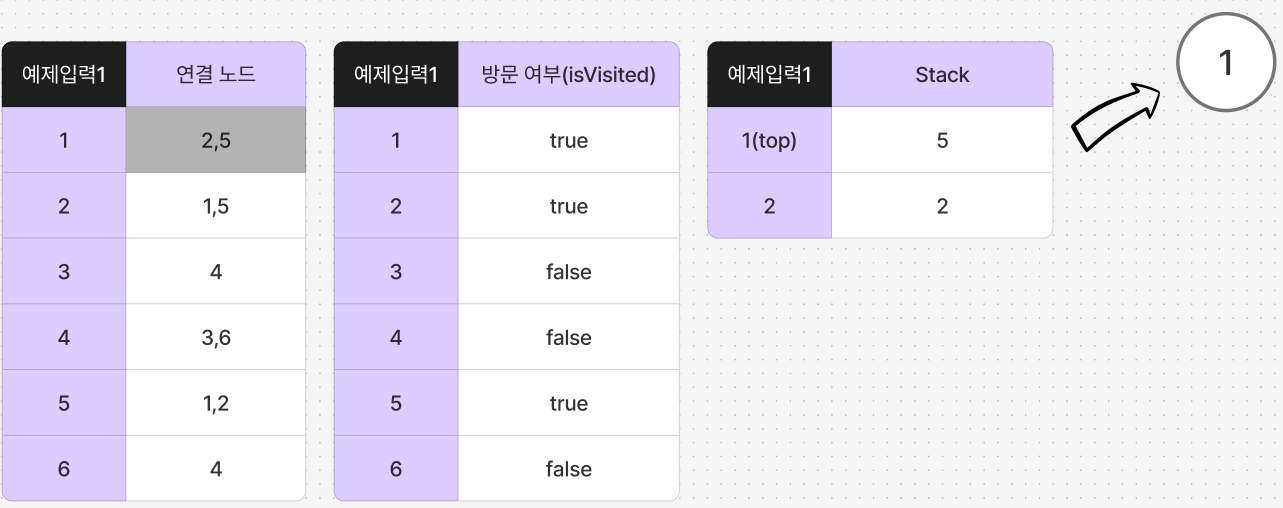 예제입력1 연결 노드
1 2,5
2 1,5
3 4
4 3,6
5 1,2
6 4
예제입력1 방문 여부(isVisited)
1 true
2 true
3 false
4 false
5 true
6 false
예제입력1 Stack
1(top) 5
2 2
1